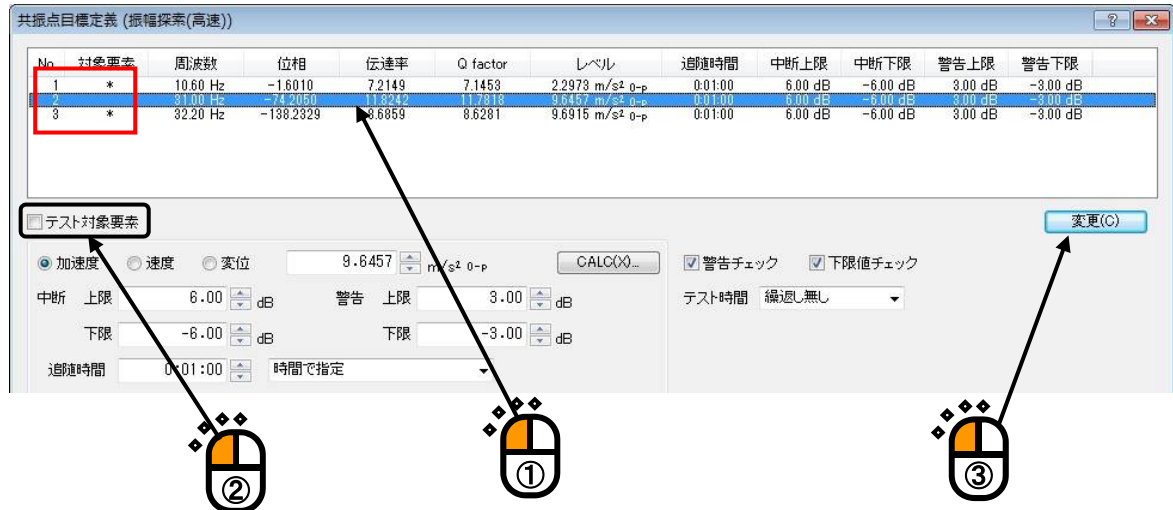 共振点目標定義 (振幅探索(高速))
No. 対象要素 周波数 位相 伝達率 Q factor レベル 追随時間 中断上限 中断下限 警告上限 警告下限
1 * 10.60 Hz -1.6010 7.2149 7.1453 2.2973 m/s² 0-P 0:01:00 6.00 dB -6.00 dB 3.00 dB -3.00 dB
2 31.00 Hz -74.2050 11.8242 11.7818 9.6457 m/s² 0-P 0:01:00 6.00 dB -6.00 dB 3.00 dB -3.00 dB
3 * 32.20 Hz -138.2329 8.6859 8.6281 9.6915 m/s² 0-P 0:01:00 6.00 dB -6.00 dB 3.00 dB -3.00 dB
テスト対象要素 変更(C)
加速度 速度 変位 9.6457 m/s² 0-P CALC(X)... 警告チェック 下限値チェック
中断 上限 6.00 dB 警告 上限 3.00 dB テスト時間 繰返し無し
下限 -6.00 dB 下限 -3.00 dB
追随時間 0:01:00 時間で指定
② ① ③